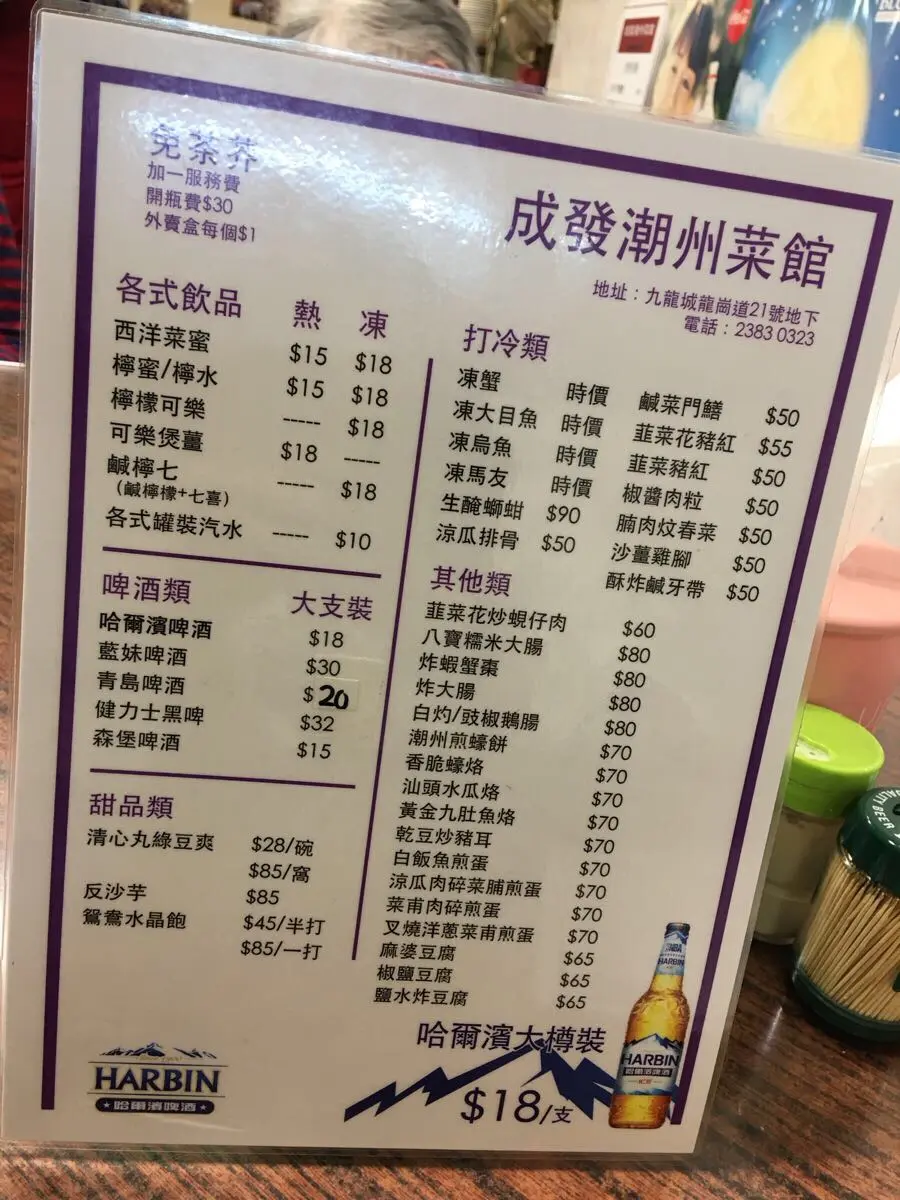 免茶芥
加一服務費
開瓶費$30
外賣盒每個$1
成發潮州菜館
地址：九龍城龍崗道21號地下
電話：2383 0323
各式飲品 熱 凍
西洋菜蜜 $15 $18
檸蜜/檸水 $15 $18
檸檬可樂 ----- $18
可樂煲薑 $18 -----
鹹檸七 ----- $18
(鹹檸檬+七喜)
各式罐裝汽水 ----- $10
啤酒類 大支裝
哈爾濱啤酒 $18
藍妹啤酒 $30
青島啤酒 $20
健力士黑啤 $32
森堡啤酒 $15
甜品類
清心丸綠豆爽 $28/碗
$85/窩
反沙芋 $85
鴛鴦水晶飽 $45/半打
$85/一打
打冷類
凍蟹 時價
凍大目魚 時價
凍烏魚 時價
凍馬友 時價
生醃蟛蚶 $90
涼瓜排骨 $50
鹹菜門鱔 $50
韮菜花豬紅 $55
韮菜豬紅 $50
椒醬肉粒 $50
腩肉炆春菜 $50
沙薑雞腳 $50
酥炸鹹牙帶 $50
其他類
韮菜花炒蜆仔肉 $60
八寶糯米大腸 $80
炸蝦蟹棗 $80
炸大腸 $80
白灼/豉椒鵝腸 $80
潮州煎蠔餅 $70
香脆蠔烙 $70
汕頭水瓜烙 $70
黃金九肚魚烙 $70
乾豆炒豬耳 $70
白飯魚煎蛋 $70
涼瓜肉碎菜脯煎蛋 $70
菜甫肉碎煎蛋 $70
叉燒洋蔥菜甫煎蛋 $70
麻婆豆腐 $65
椒鹽豆腐 $65
鹽水炸豆腐 $65
哈爾濱大樽裝
$18/支
HARBIN
哈爾濱啤酒
HARBIN
HARBIN
哈爾濱啤酒